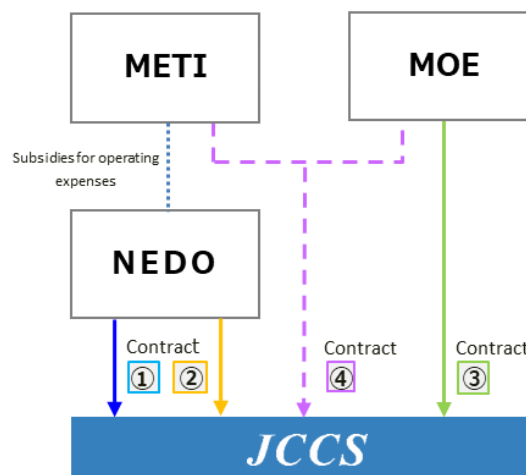 METI
MOE
Subsidies for operating
expenses
NEDO
Contract
① ②
Contract
④
Contract
③
JCCS